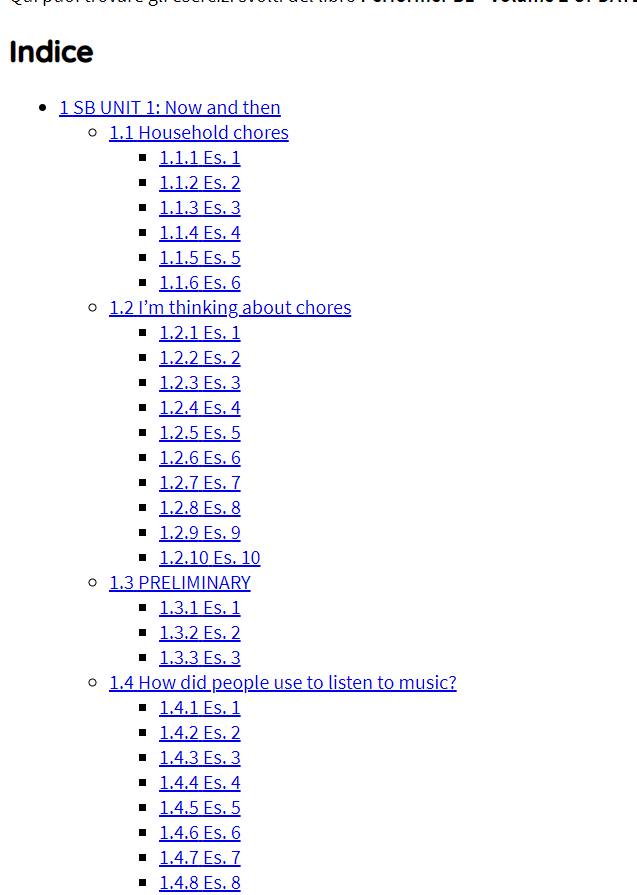 Qui puoi trovare gli esercizi svolti del libro
Indice
1 SB UNIT 1: Now and then
1.1 Household chores
1.1.1 Es. 1
1.1.2 Es. 2
1.1.3 Es. 3
1.1.4 Es. 4
1.1.5 Es. 5
1.1.6 Es. 6
1.2 I’m thinking about chores
1.2.1 Es. 1
1.2.2 Es. 2
1.2.3 Es. 3
1.2.4 Es. 4
1.2.5 Es. 5
1.2.6 Es. 6
1.2.7 Es. 7
1.2.8 Es. 8
1.2.9 Es. 9
1.2.10 Es. 10
1.3 PRELIMINARY
1.3.1 Es. 1
1.3.2 Es. 2
1.3.3 Es. 3
1.4 How did people use to listen to music?
1.4.1 Es. 1
1.4.2 Es. 2
1.4.3 Es. 3
1.4.4 Es. 4
1.4.5 Es. 5
1.4.6 Es. 6
1.4.7 Es. 7
1.4.8 Es. 8